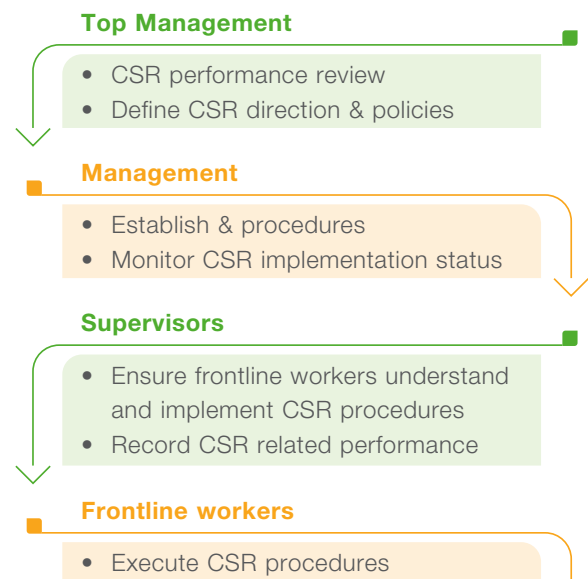 Top Management
• CSR performance review
• Define CSR direction & policies
Management
• Establish & procedures
• Monitor CSR implementation status
Supervisors
• Ensure frontline workers understand
and implement CSR procedures
• Record CSR related performance
Frontline workers
• Execute CSR procedures